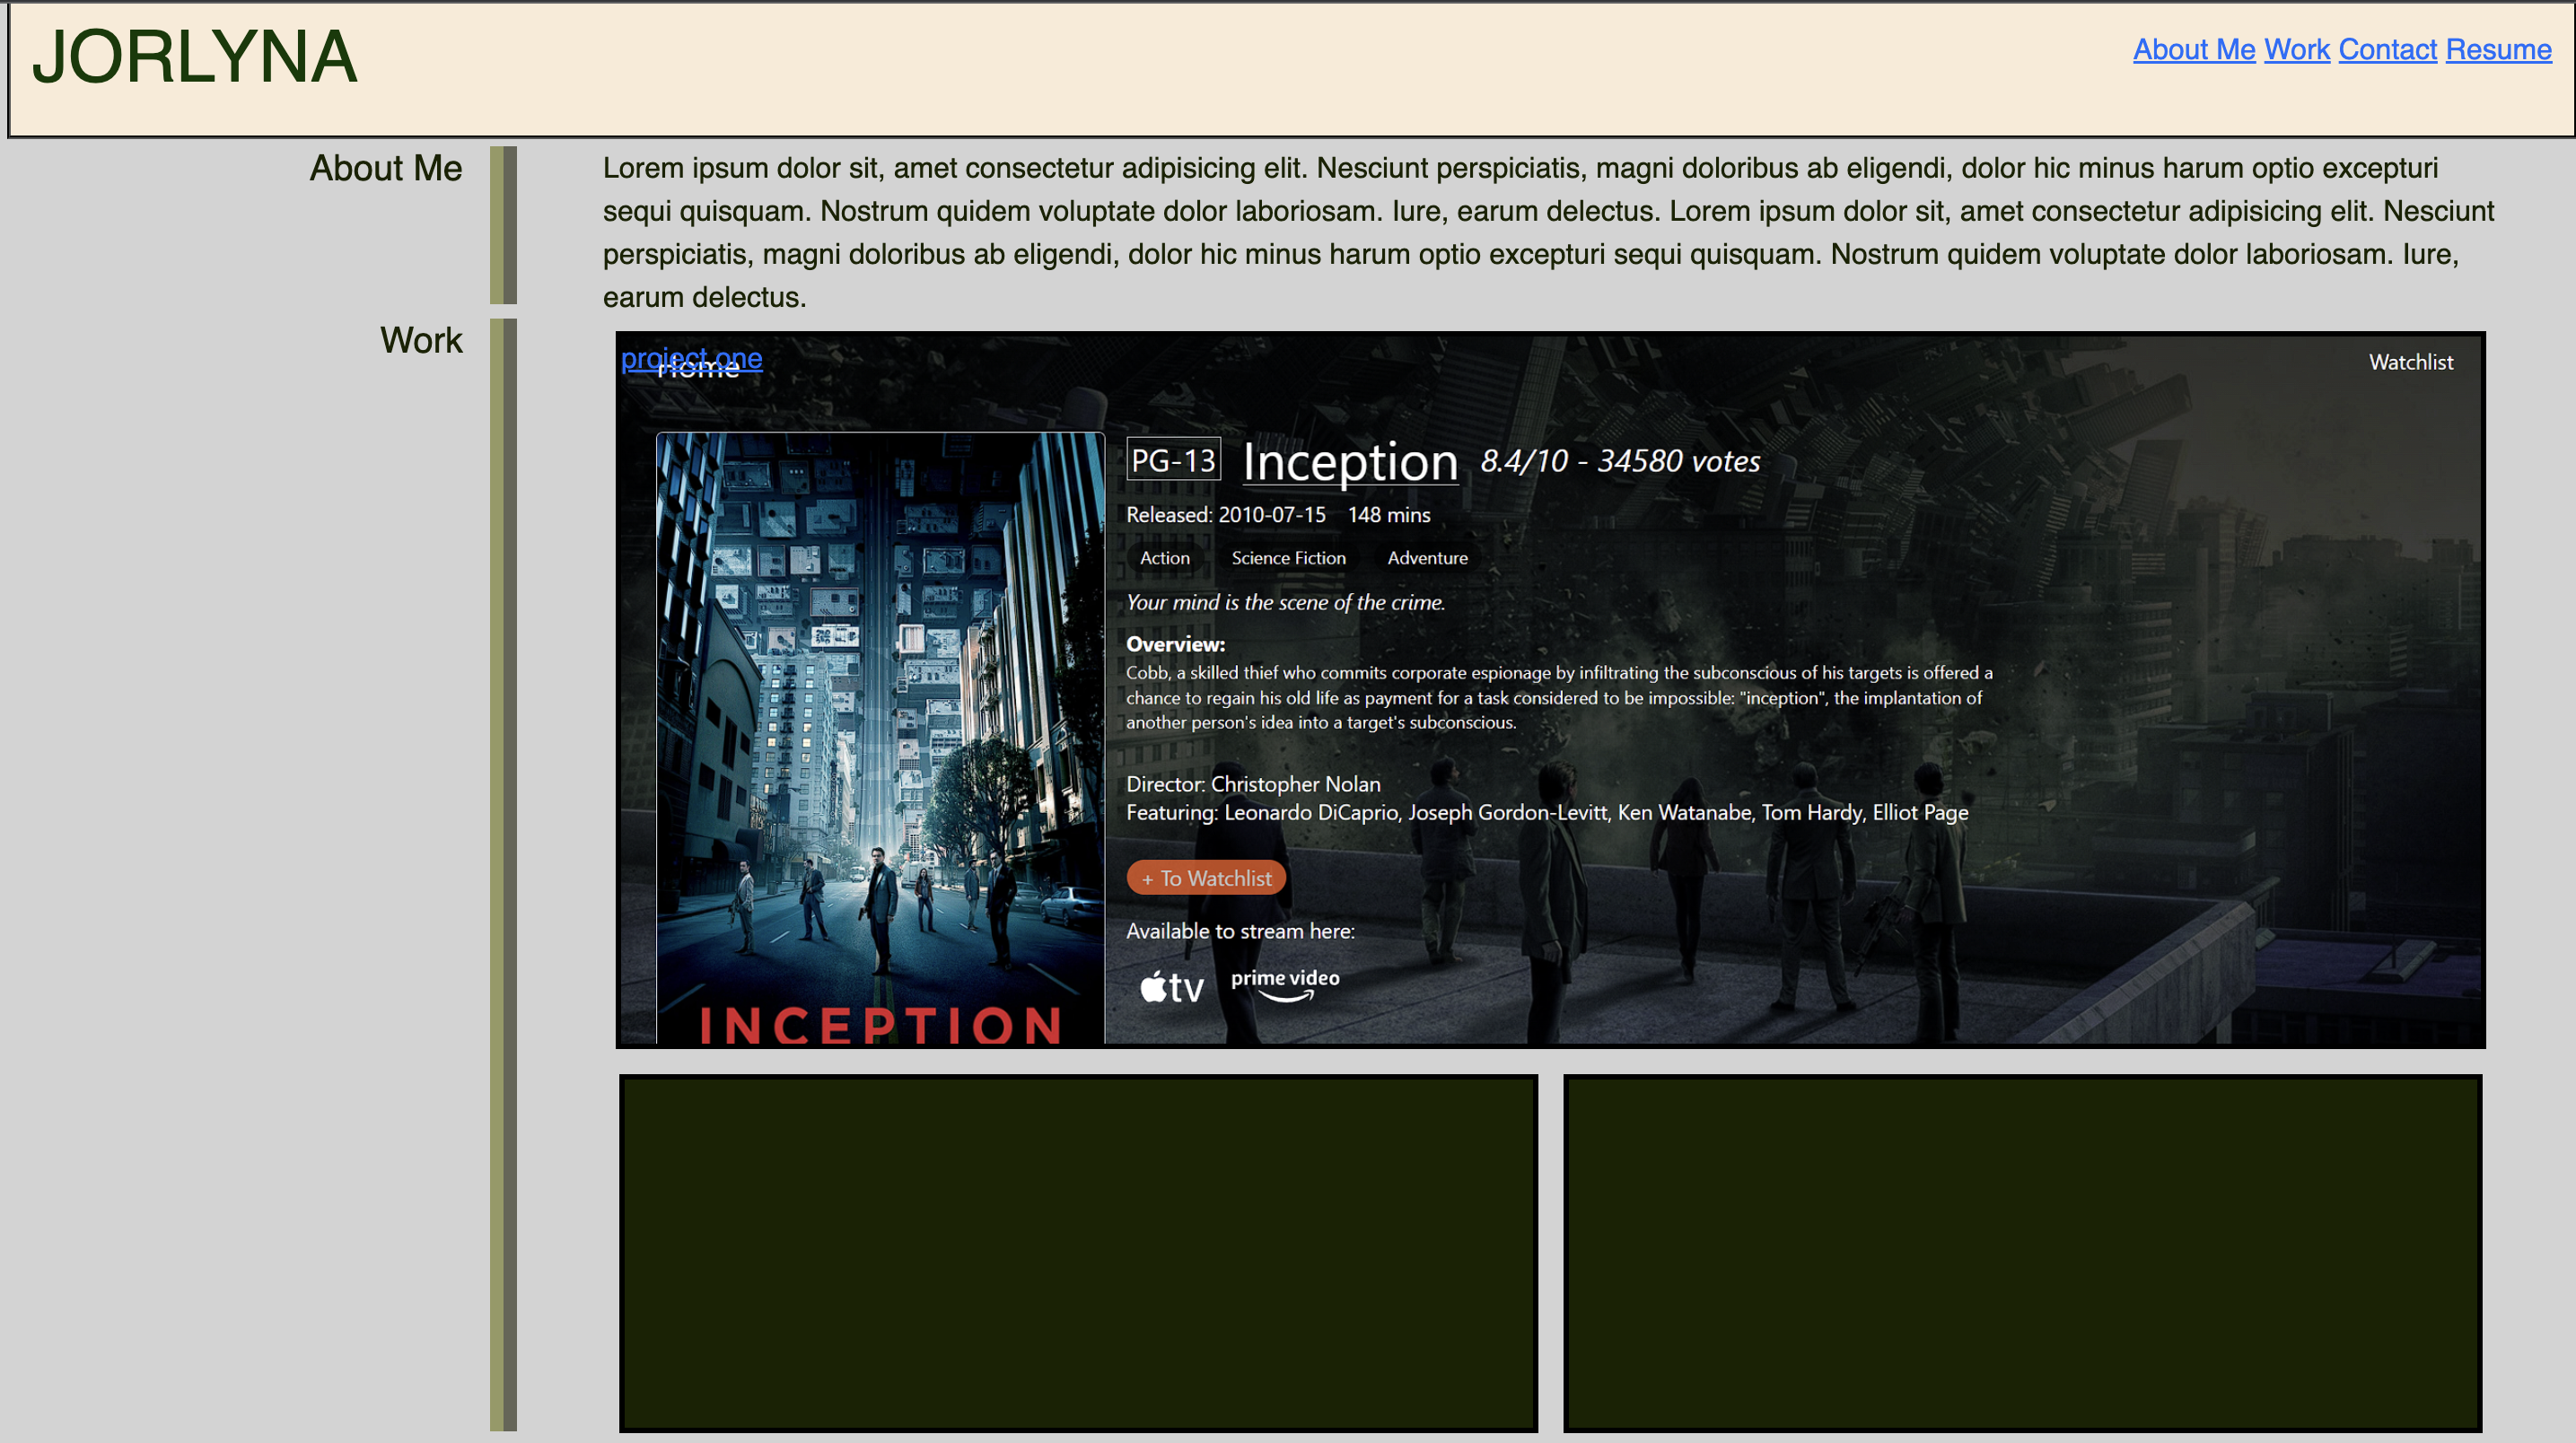 JORLYNA
About Me Work Contact Resume
About Me
Lorem ipsum dolor sit, amet consectetur adipisicing elit. Nesciunt perspiciatis, magni doloribus ab eligendi, dolor hic minus harum optio excepturi
sequi quisquam. Nostrum quidem voluptate dolor laboriosam. Iure, earum delectus. Lorem ipsum dolor sit, amet consectetur adipisicing elit. Nesciunt
perspiciatis, magni doloribus ab eligendi, dolor hic minus harum optio excepturi sequi quisquam. Nostrum quidem voluptate dolor laboriosam. Iure,
earum delectus.
Work
project one
Home
Watchlist
PG-13 Inception 8.4/10 - 34580 votes
Released: 2010-07-15 148 mins
Action Science Fiction Adventure
Your mind is the scene of the crime.
Overview:
Cobb, a skilled thief who commits corporate espionage by infiltrating the subconscious of his targets is offered a
chance to regain his old life as payment for a task considered to be impossible: "inception", the implantation of
another person's idea into a target's subconscious.
Director: Christopher Nolan
Featuring: Leonardo DiCaprio, Joseph Gordon-Levitt, Ken Watanabe, Tom Hardy, Elliot Page
+ To Watchlist
Available to stream here:
tv prime video
INCEPTION